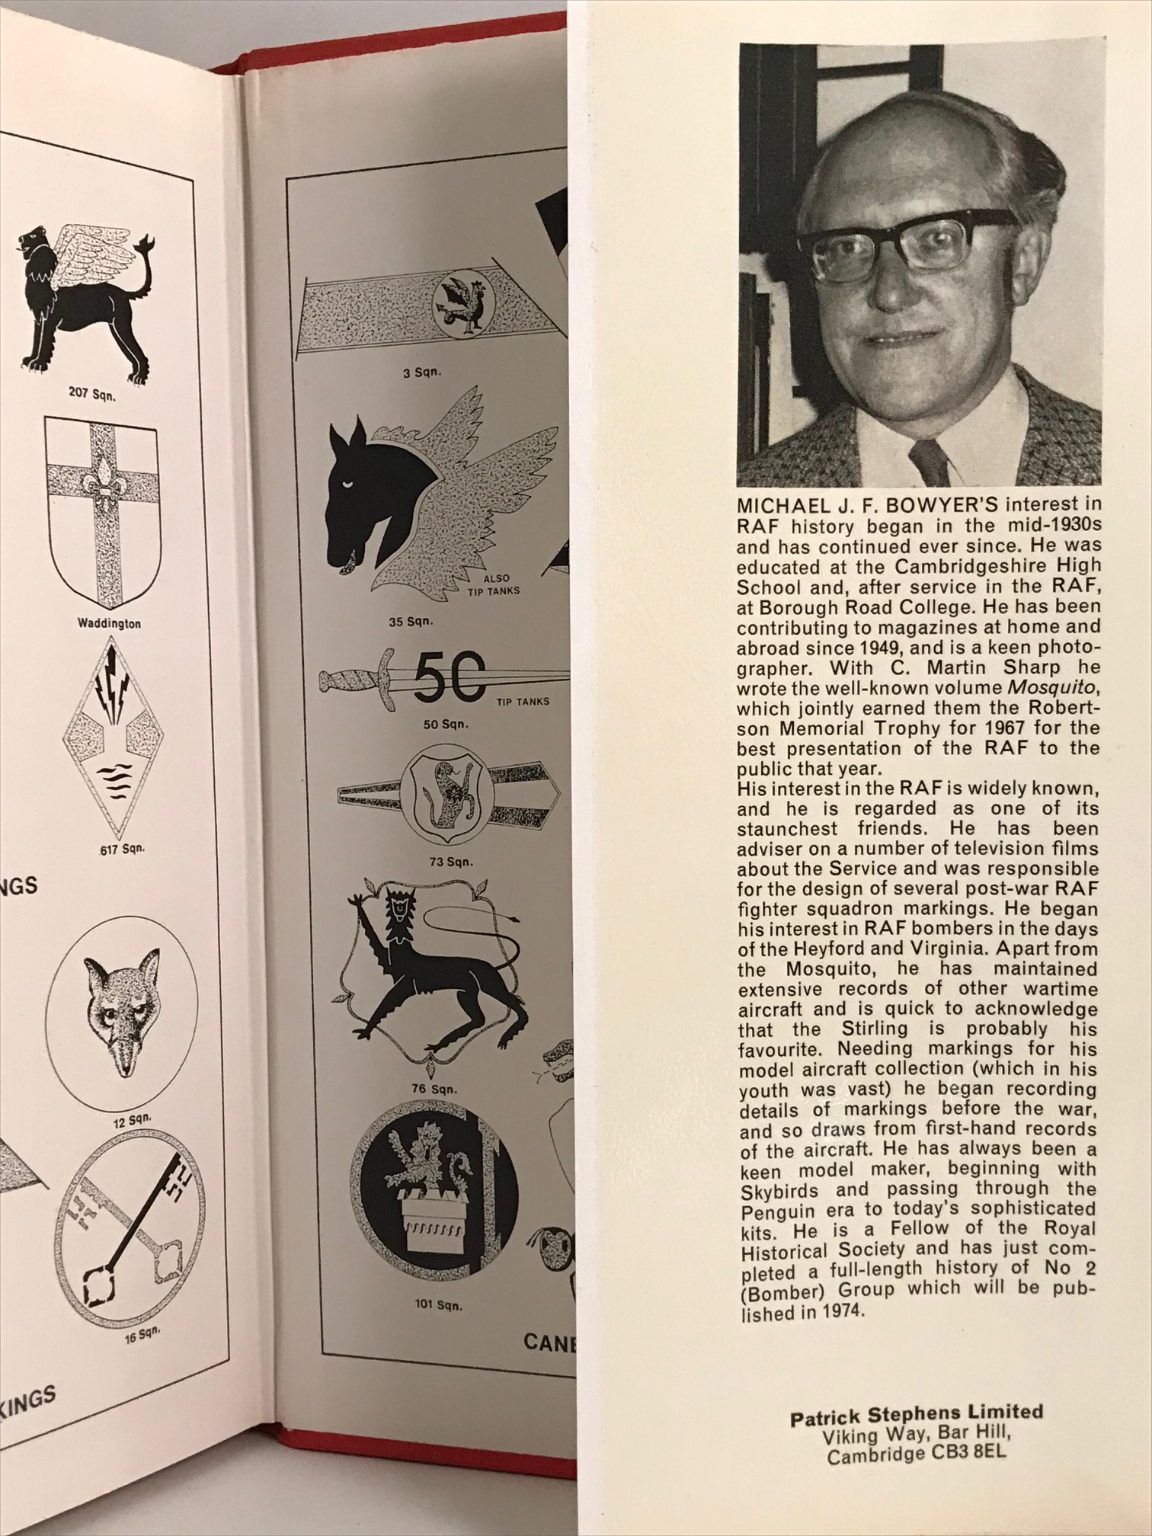 207 Sqn.
Waddington
617 Sqn.
NGS
12 Sqn.
16 Sqn.
KINGS
3 Sqn.
ALSO
TIP TANKS
35 Sqn.
50
TIP TANKS
50 Sqn.
73 Sqn.
76 Sqn.
101 Sqn.
CANB
MICHAEL J. F. BOWYER'S interest in
RAF history began in the mid-1930s
and has continued ever since. He was
educated at the Cambridgeshire High
School and, after service in the RAF,
at Borough Road College. He has been
contributing to magazines at home and
abroad since 1949, and is a keen photo-
grapher. With C. Martin Sharp he
wrote the well-known volume Mosquito,
which jointly earned them the Robert-
son Memorial Trophy for 1967 for the
best presentation of the RAF to the
public that year.
His interest in the RAF is widely known,
and he is regarded as one of its
staunchest friends. He has been
adviser on a number of television films
about the Service and was responsible
for the design of several post-war RAF
fighter squadron markings. He began
his interest in RAF bombers in the days
of the Heyford and Virginia. Apart from
the Mosquito, he has maintained
extensive records of other wartime
aircraft and is quick to acknowledge
that the Stirling is probably his
favourite. Needing markings for his
model aircraft collection (which in his
youth was vast) he began recording
details of markings before the war,
and so draws from first-hand records
of the aircraft. He has always been a
keen model maker, beginning with
Skybirds and passing through the
Penguin era to today's sophisticated
kits. He is a Fellow of the Royal
Historical Society and has just com-
pleted a full-length history of No 2
(Bomber) Group which will be pub-
lished in 1974.
Patrick Stephens Limited
Viking Way, Bar Hill,
Cambridge CB3 8EL